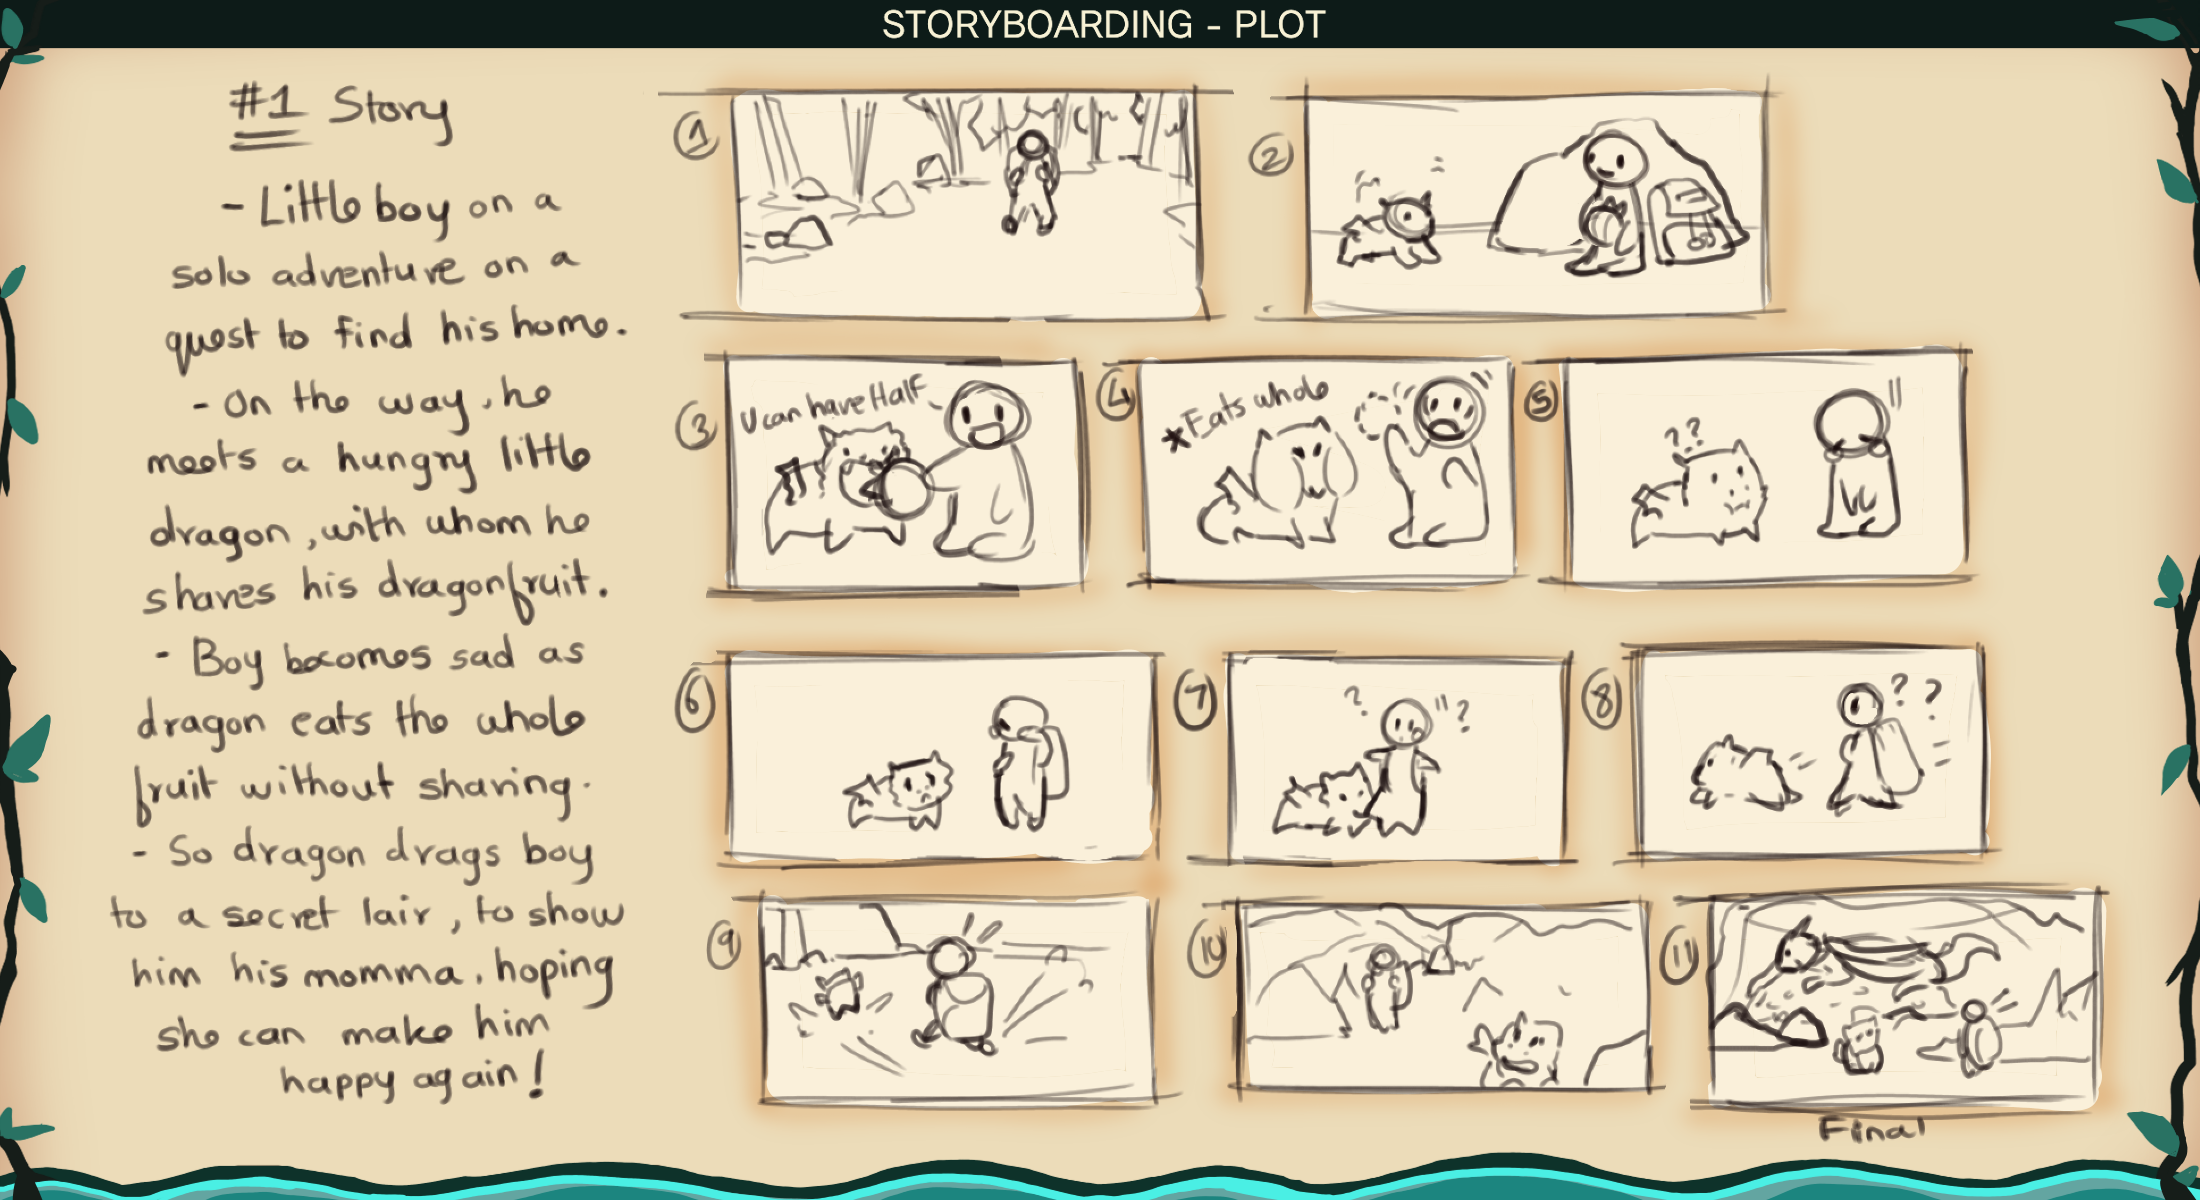 STORYBOARDING - PLOT
#1 Story
- Little boy on a
solo adventure on a
quest to find his home.
- On the way, he
meets a hungry little
dragon, with whom he
shares his dragonfruit.
- Boy becomes sad as
dragon eats the whole
fruit without sharing.
- So dragon drags boy
to a secret lair, to show
him his momma, hoping
she can make him
happy again!
1
2
3
U can have Half
4
*Eats whole
5
??
6
7
? ?
8
? ?
9
10
11
Final